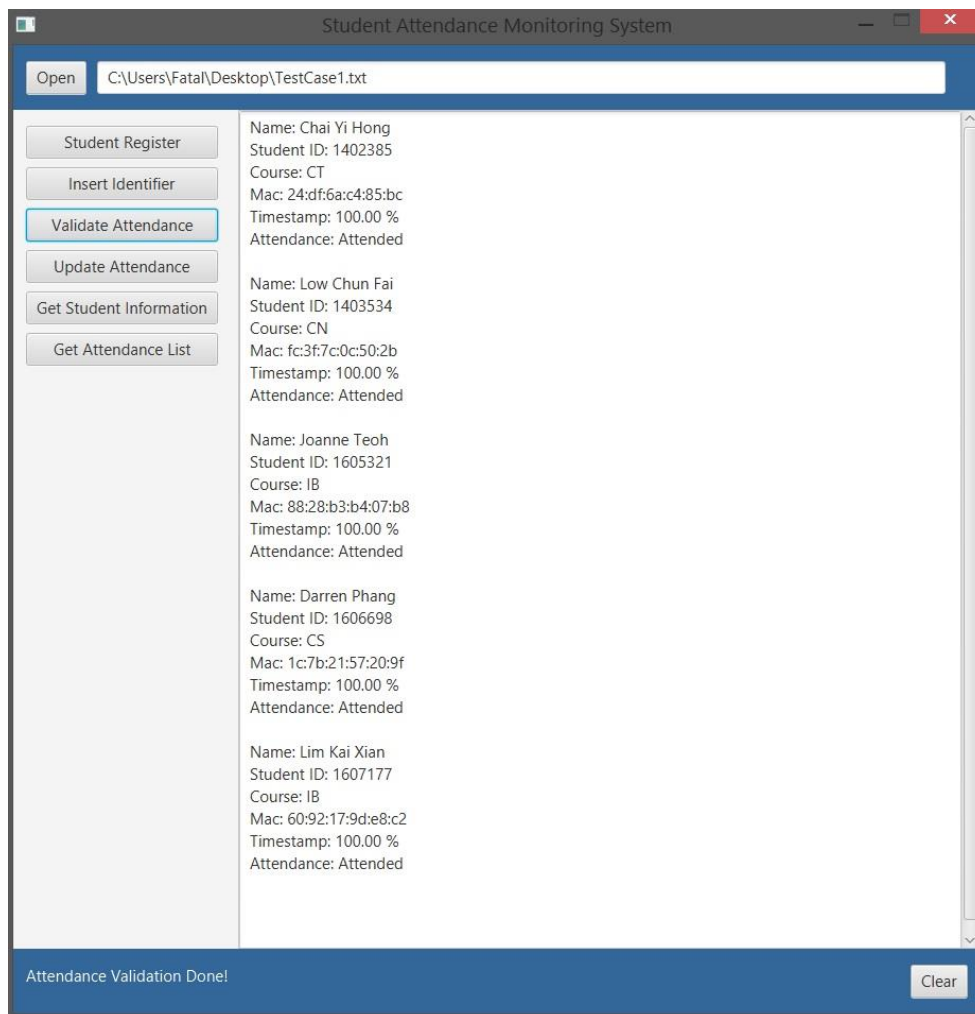 Student Attendance Monitoring System
Open
C:\Users\Fatal\Desktop\TestCase1.txt
Student Register
Insert Identifier
Validate Attendance
Update Attendance
Get Student Information
Get Attendance List
Name: Chai Yi Hong
Student ID: 1402385
Course: CT
Mac: 24:df:6a:c4:85:bc
Timestamp: 100.00 %
Attendance: Attended
Name: Low Chun Fai
Student ID: 1403534
Course: CN
Mac: fc:3f:7c:0c:50:2b
Timestamp: 100.00 %
Attendance: Attended
Name: Joanne Teoh
Student ID: 1605321
Course: IB
Mac: 88:28:b3:b4:07:b8
Timestamp: 100.00 %
Attendance: Attended
Name: Darren Phang
Student ID: 1606698
Course: CS
Mac: 1c:7b:21:57:20:9f
Timestamp: 100.00 %
Attendance: Attended
Name: Lim Kai Xian
Student ID: 1607177
Course: IB
Mac: 60:92:17:9d:e8:c2
Timestamp: 100.00 %
Attendance: Attended
Attendance Validation Done!
Clear